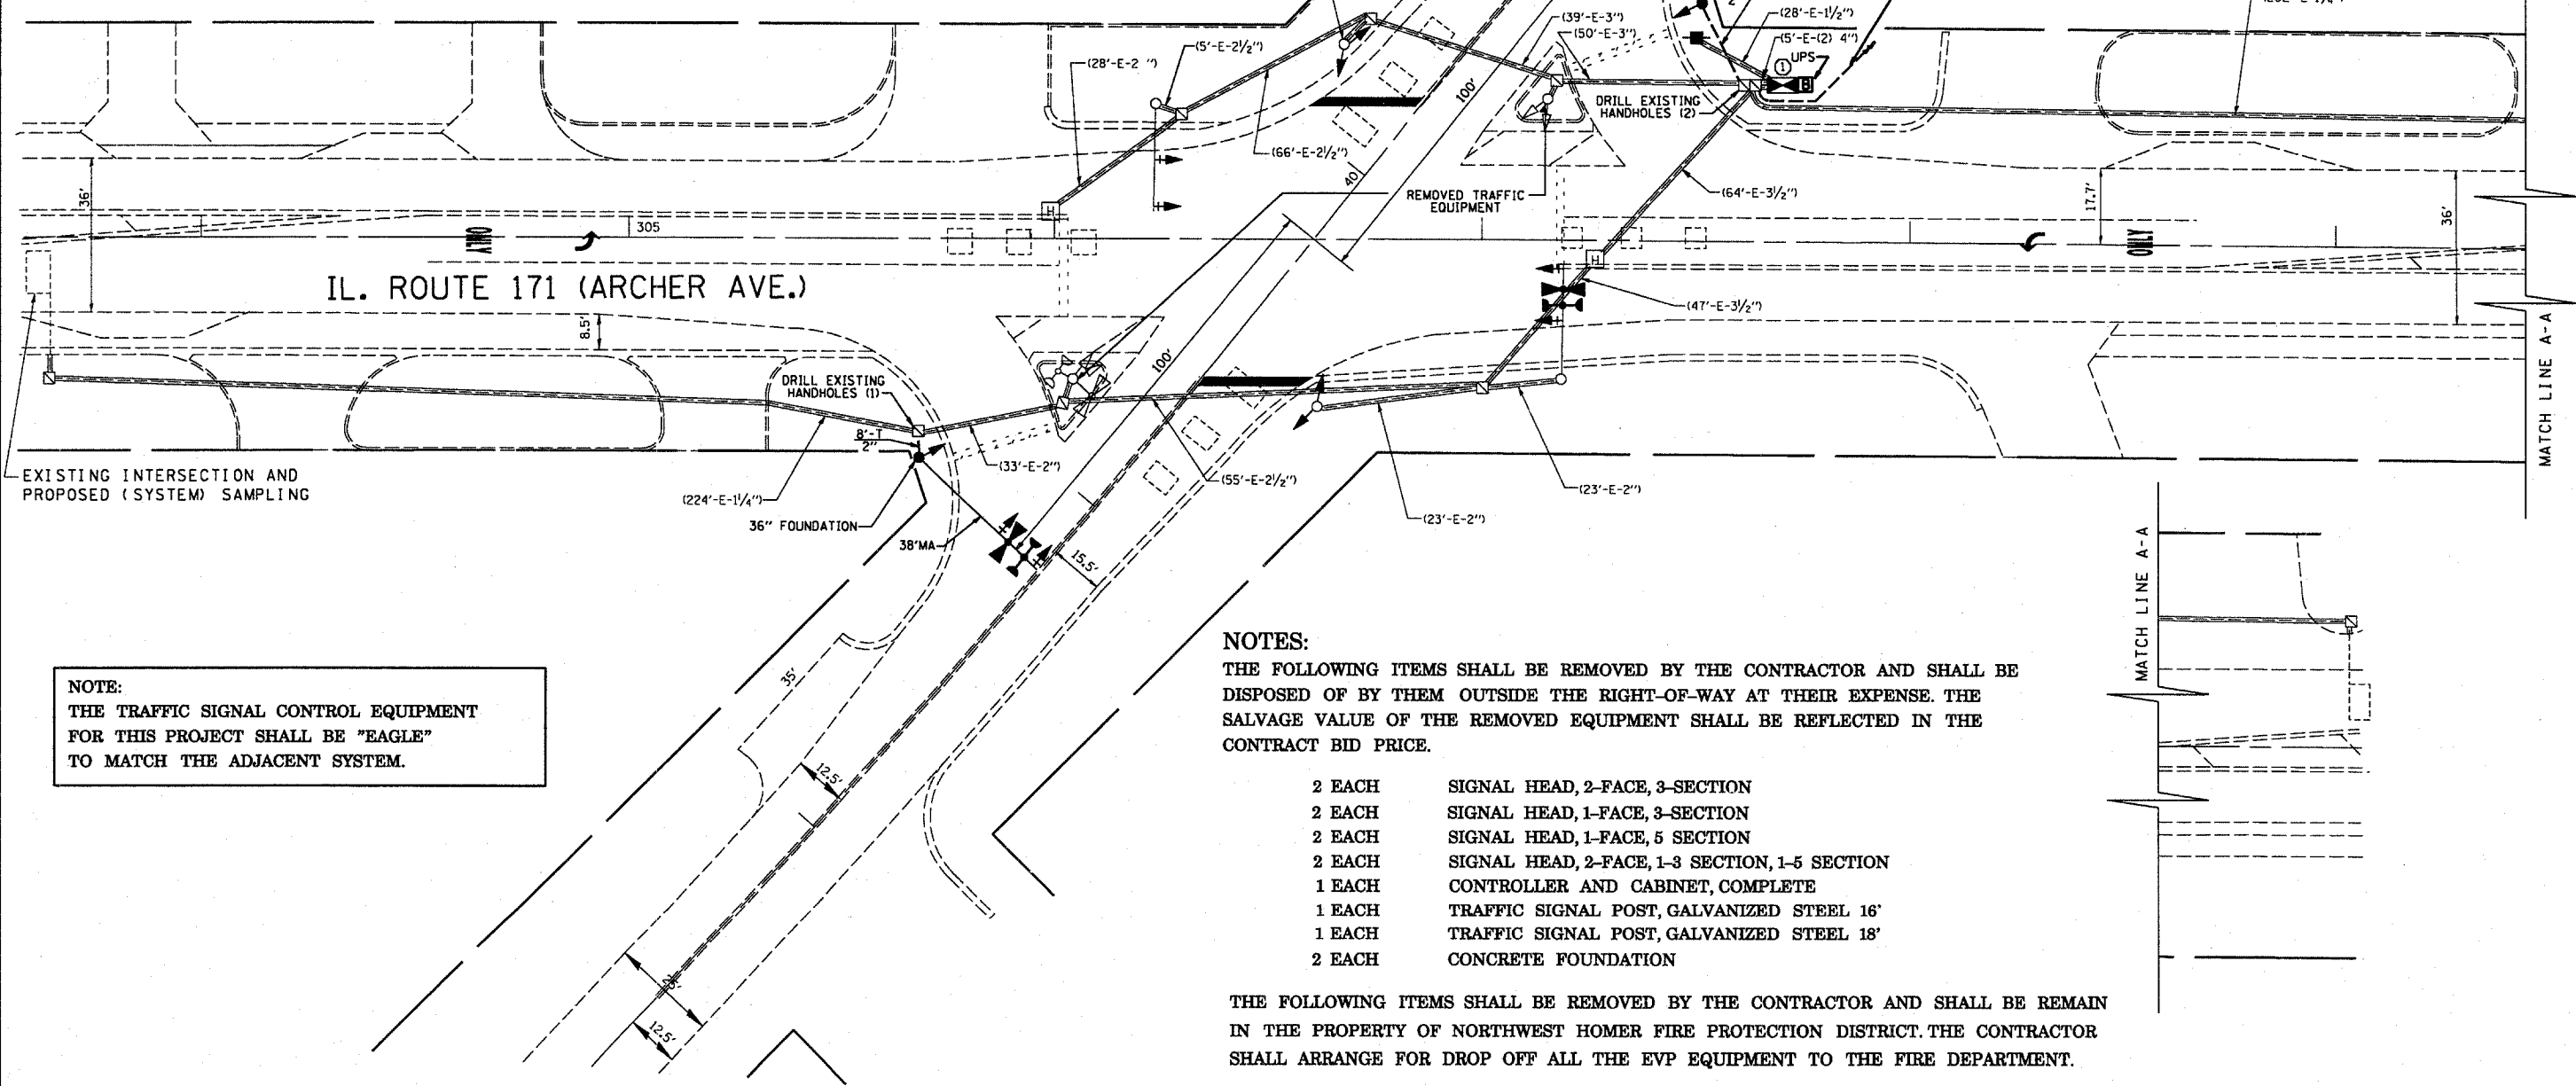 (39'-E-3")
(28'-E-1½")
(5'-E-2½")
(50'-E-3")
(5'-E-(2) 4")
(28'-E-2 ")
1
UPS
B
100'
DRILL EXISTING
HANDHOLES (2)
(66'-E-2½")
40'
(64'-E-3½")
36'
REMOVED TRAFFIC
EQUIPMENT
17.7'
36'
H
305
ONLY
ONLY
H
IL. ROUTE 171 (ARCHER AVE.)
(47'-E-3½")
8.5'
100'
MATCH LINE A-A
DRILL EXISTING
HANDHOLES (1)
8'-T
2"
EXISTING INTERSECTION AND
PROPOSED (SYSTEM) SAMPLING
(33'-E-2")
(55'-E-2½")
(23'-E-2")
(224'-E-1¼")
(23'-E-2")
36" FOUNDATION
38'MA
15.5'
MATCH LINE A-A
35'
NOTE:
THE TRAFFIC SIGNAL CONTROL EQUIPMENT
FOR THIS PROJECT SHALL BE "EAGLE"
TO MATCH THE ADJACENT SYSTEM.
12.5'
12.5'
NOTES:
THE FOLLOWING ITEMS SHALL BE REMOVED BY THE CONTRACTOR AND SHALL BE
DISPOSED OF BY THEM OUTSIDE THE RIGHT-OF-WAY AT THEIR EXPENSE. THE
SALVAGE VALUE OF THE REMOVED EQUIPMENT SHALL BE REFLECTED IN THE
CONTRACT BID PRICE.
2 EACH SIGNAL HEAD, 2-FACE, 3-SECTION
2 EACH SIGNAL HEAD, 1-FACE, 3-SECTION
2 EACH SIGNAL HEAD, 1-FACE, 5 SECTION
2 EACH SIGNAL HEAD, 2-FACE, 1-3 SECTION, 1-5 SECTION
1 EACH CONTROLLER AND CABINET, COMPLETE
1 EACH TRAFFIC SIGNAL POST, GALVANIZED STEEL 16'
1 EACH TRAFFIC SIGNAL POST, GALVANIZED STEEL 18'
2 EACH CONCRETE FOUNDATION
THE FOLLOWING ITEMS SHALL BE REMOVED BY THE CONTRACTOR AND SHALL BE REMAIN
IN THE PROPERTY OF NORTHWEST HOMER FIRE PROTECTION DISTRICT. THE CONTRACTOR
SHALL ARRANGE FOR DROP OFF ALL THE EVP EQUIPMENT TO THE FIRE DEPARTMENT.